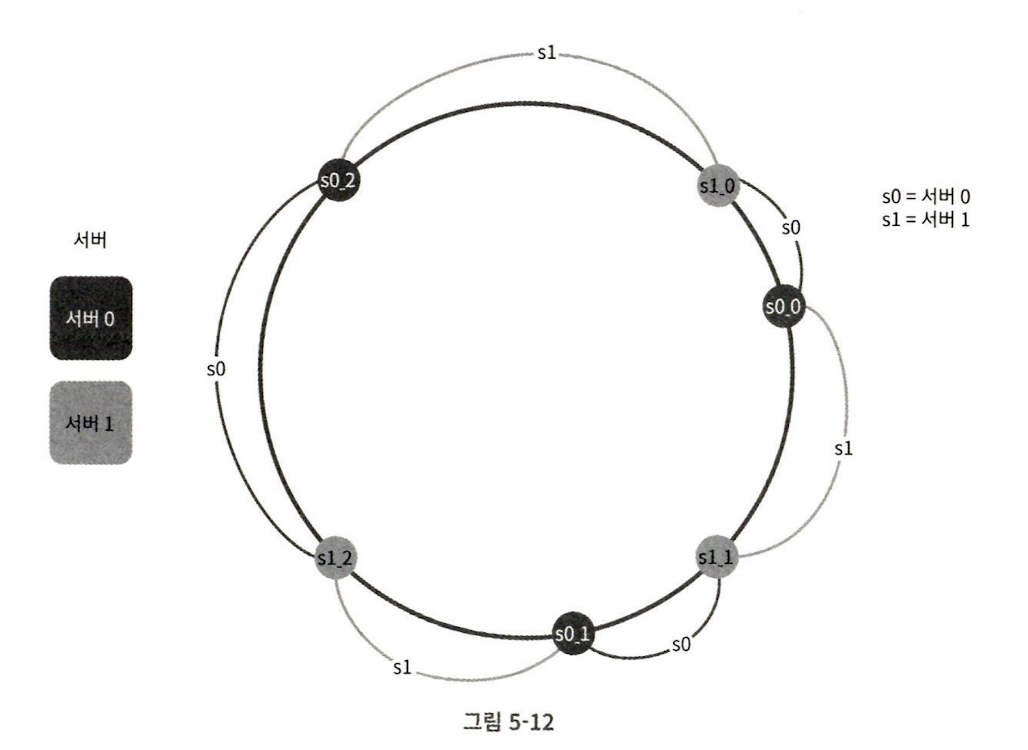 s1
s0_2
s1_0
s0 = 서버 0
s1 = 서버 1
s0
서버
s0_0
서버 0
s0
서버 1
s1
s1_2
s1_1
s0_1
s0
s1
그림 5-12